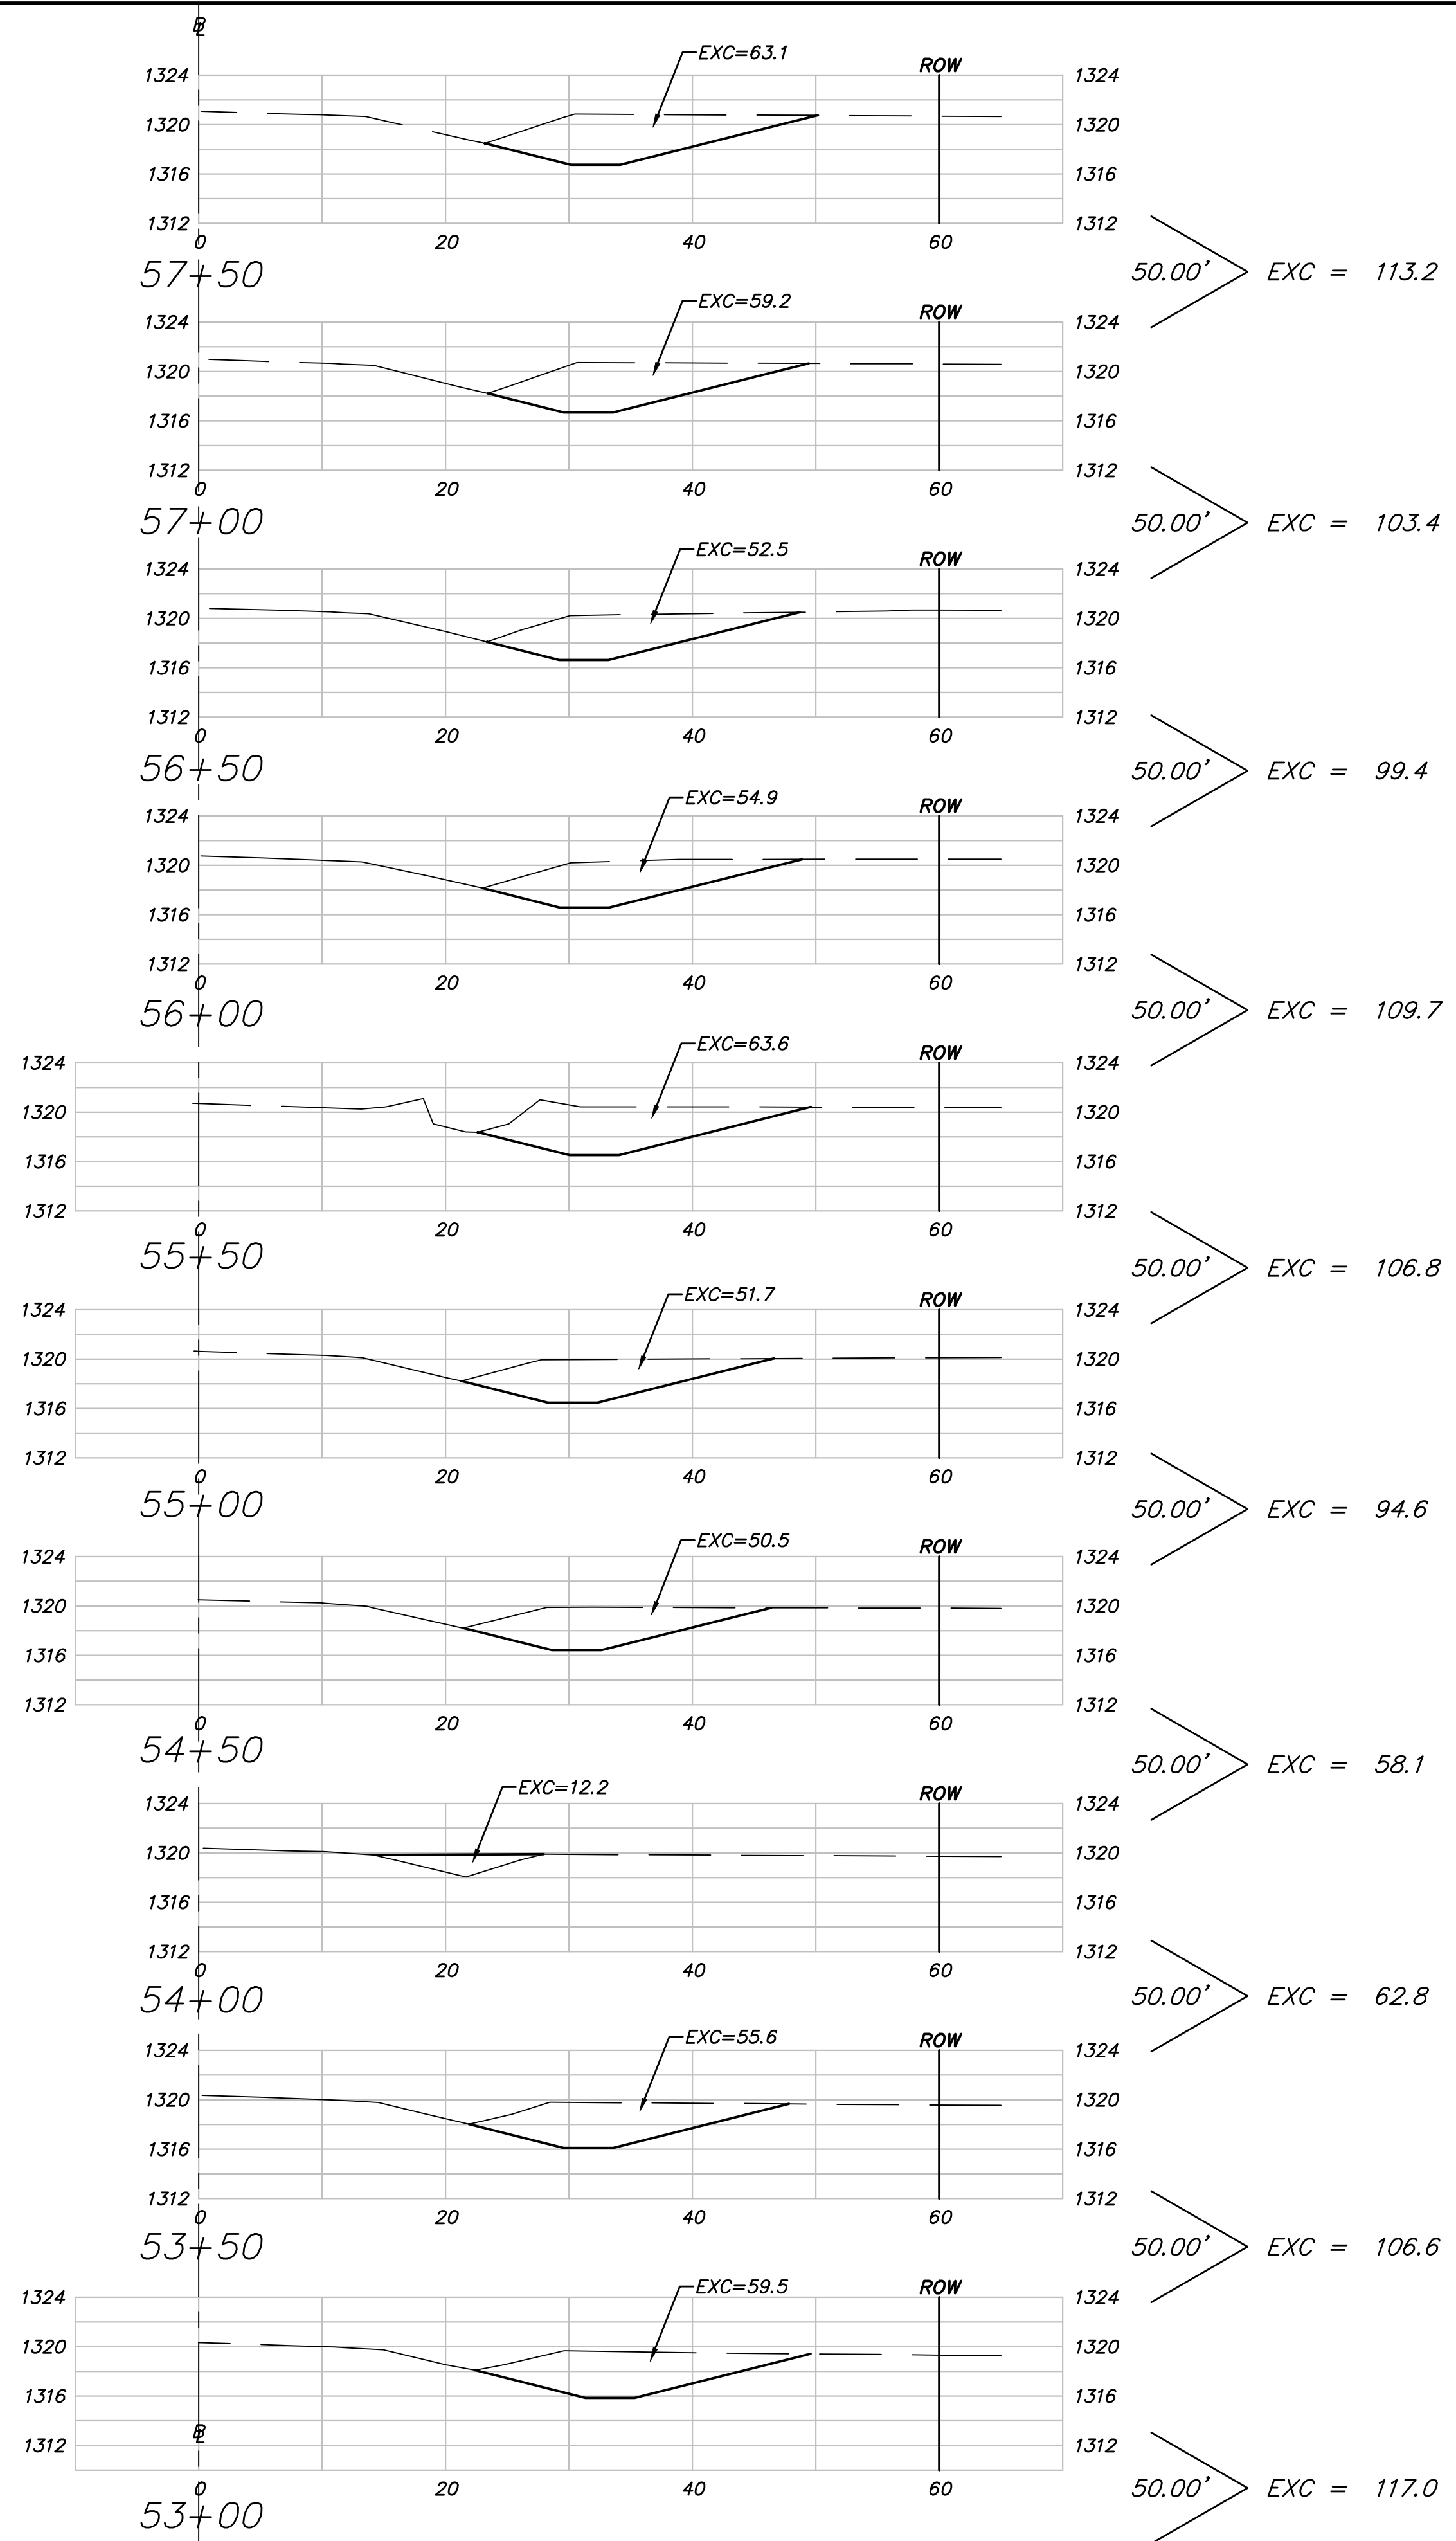 BL
EXC=63.1
ROW
1324 1324
1320 1320
1316 1316
1312 1312
0 20 40 60
57+50
50.00' EXC = 113.2
EXC=59.2
ROW
1324 1324
1320 1320
1316 1316
1312 1312
0 20 40 60
57+00
50.00' EXC = 103.4
EXC=52.5
ROW
1324 1324
1320 1320
1316 1316
1312 1312
0 20 40 60
56+50
50.00' EXC = 99.4
EXC=54.9
ROW
1324 1324
1320 1320
1316 1316
1312 1312
0 20 40 60
56+00
50.00' EXC = 109.7
EXC=63.6
ROW
1324 1324
1320 1320
1316 1316
1312 1312
0 20 40 60
55+50
50.00' EXC = 106.8
EXC=51.7
ROW
1324 1324
1320 1320
1316 1316
1312 1312
0 20 40 60
55+00
50.00' EXC = 94.6
EXC=50.5
ROW
1324 1324
1320 1320
1316 1316
1312 1312
0 20 40 60
54+50
50.00' EXC = 58.1
EXC=12.2
ROW
1324 1324
1320 1320
1316 1316
1312 1312
0 20 40 60
54+00
50.00' EXC = 62.8
EXC=55.6
ROW
1324 1324
1320 1320
1316 1316
1312 1312
0 20 40 60
53+50
50.00' EXC = 106.6
EXC=59.5
ROW
1324 1324
1320 1320
1316 1316
BL
1312 1312
0 20 40 60
53+00
50.00' EXC = 117.0